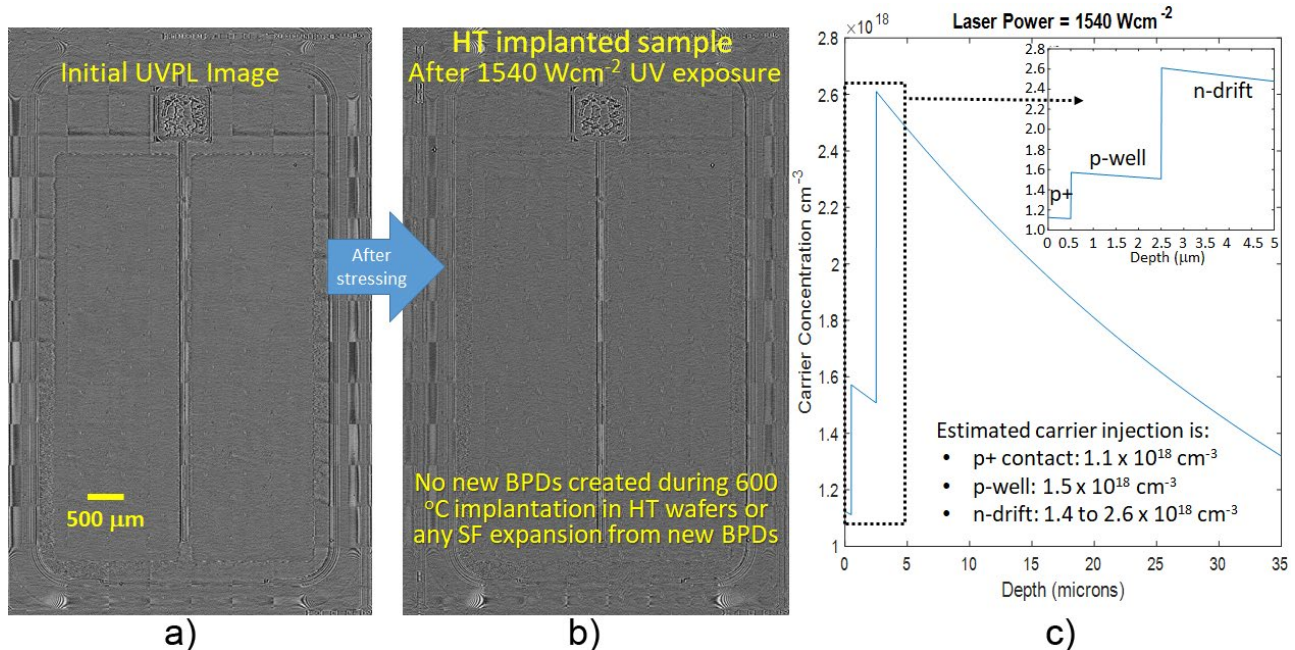 Initial UVPL Image
500 μm
After
stressing
HT implanted sample
After 1540 Wcm-2 UV exposure
No new BPDs created during 600
oC implantation in HT wafers or
any SF expansion from new BPDs
×10 18
Laser Power = 1540 Wcm-2
2.8
2.6
2.4
2.2
2
1.8
1.6
1.4
1.2
1
Carrier Concentration cm-3
0
5
10
15
20
25
30
35
Depth (microns)
2.8
2.6
2.4
2.2
2.0
1.8
1.6
1.4
1.2
1.0
0
0.5
1
1.5
2
2.5
3
3.5
4
4.5
5
Depth (μm)
n-drift
p-well
p+
Estimated carrier injection is:
• p+ contact: 1.1 x 1018 cm-3
• p-well: 1.5 x 1018 cm-3
• n-drift: 1.4 to 2.6 x 1018 cm-3
a)
b)
c)